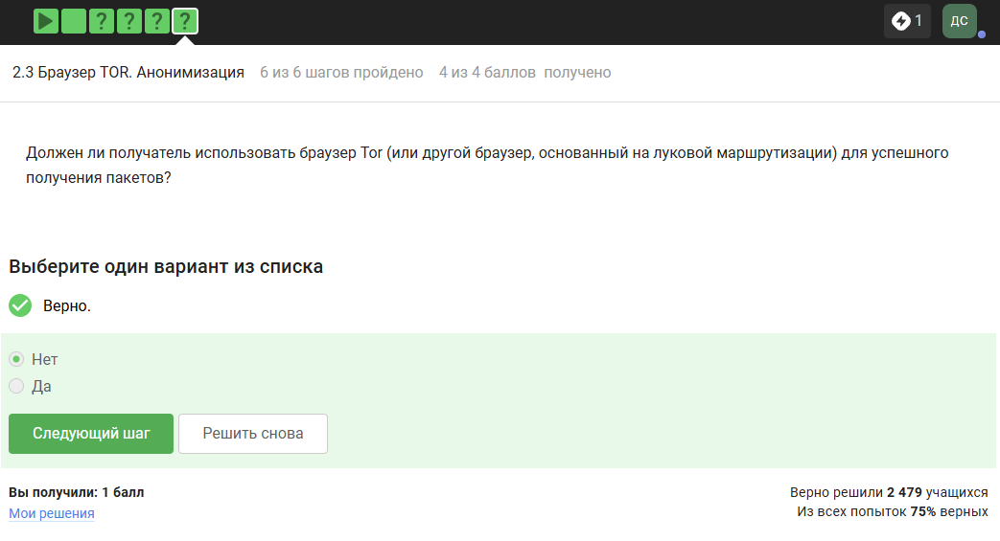 ? ? ? ?
1
ДС
2.3 Браузер TOR. Анонимизация 6 из 6 шагов пройдено 4 из 4 баллов получено
Должен ли получатель использовать браузер Tor (или другой браузер, основанный на луковой маршрутизации) для успешного
получения пакетов?
Выберите один вариант из списка
Верно.
Нет
Да
Следующий шаг Решить снова
Вы получили: 1 балл Верно решили 2 479 учащихся
Мои решения Из всех попыток 75% верных